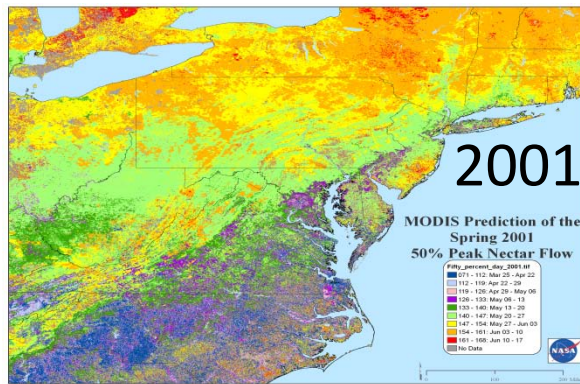 2001
MODIS Prediction of the
Spring 2001
50% Peak Nectar Flow
Fifty_percent_day_2001.tif
071 - 112: Mar 25 - Apr 22
112 - 119: Apr 22 - 29
119 - 126: Apr 29 - May 06
126 - 133: May 06 - 13
133 - 140: May 13 - 20
140 - 147: May 20 - 27
147 - 154: May 27 - Jun 03
154 - 161: Jun 03 - 10
161 - 168: Jun 10 - 17
No Data
NASA